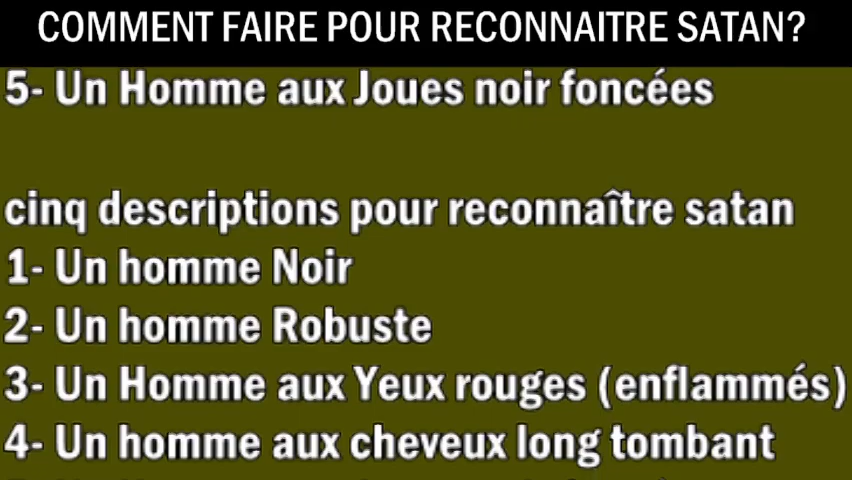 COMMENT FAIRE POUR RECONNAITRE SATAN?
5- Un Homme aux Joues noir foncées
cinq descriptions pour reconnaître satan
1- Un homme Noir
2- Un homme Robuste
3- Un Homme aux Yeux rouges (enflammés)
4- Un homme aux cheveux long tombant